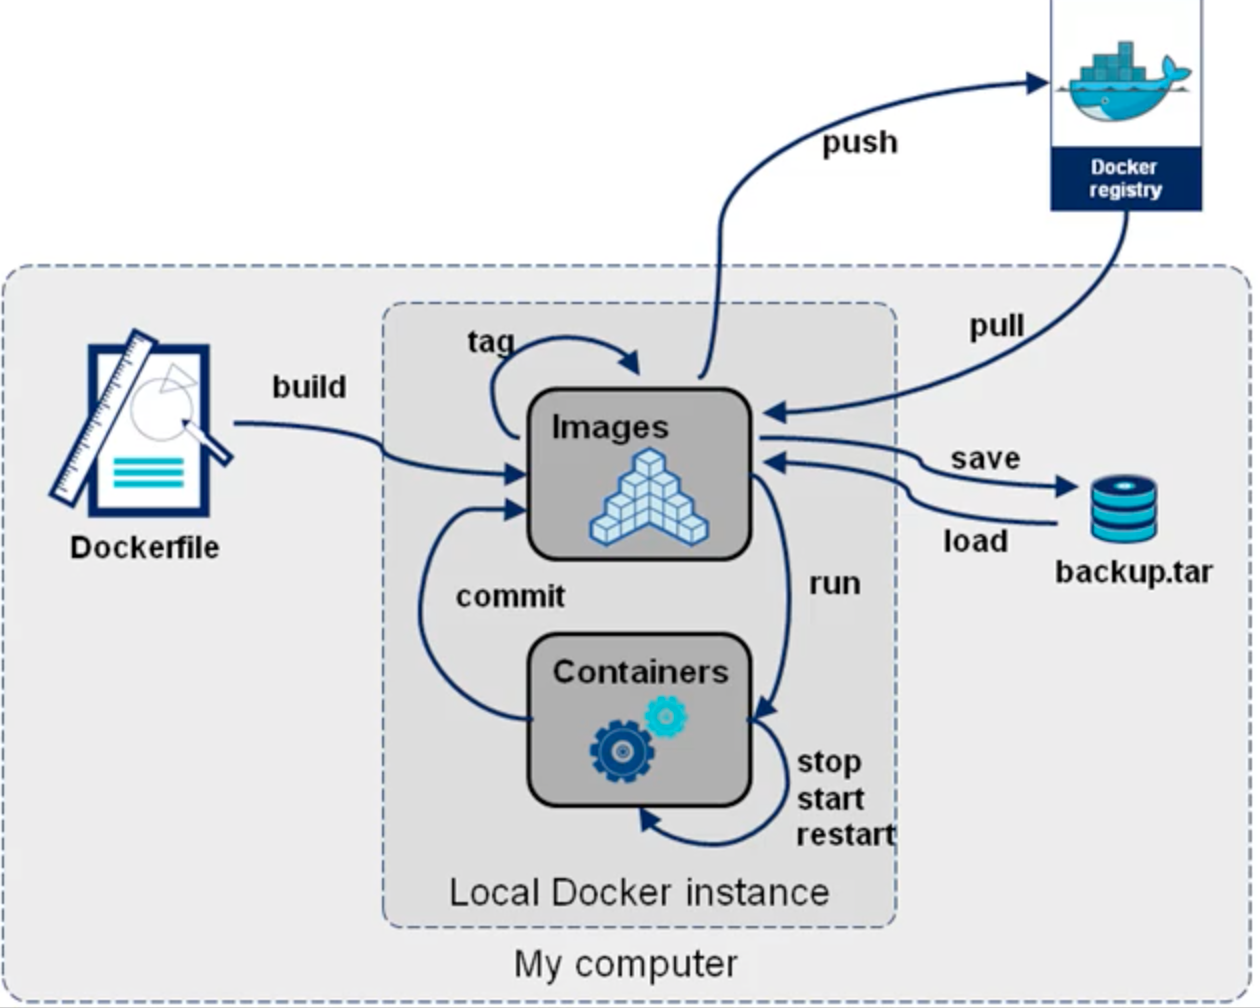 push
Docker
registry
pull
tag
build
Images
save
load
backup.tar
Dockerfile
commit
run
Containers
stop
start
restart
Local Docker instance
My computer